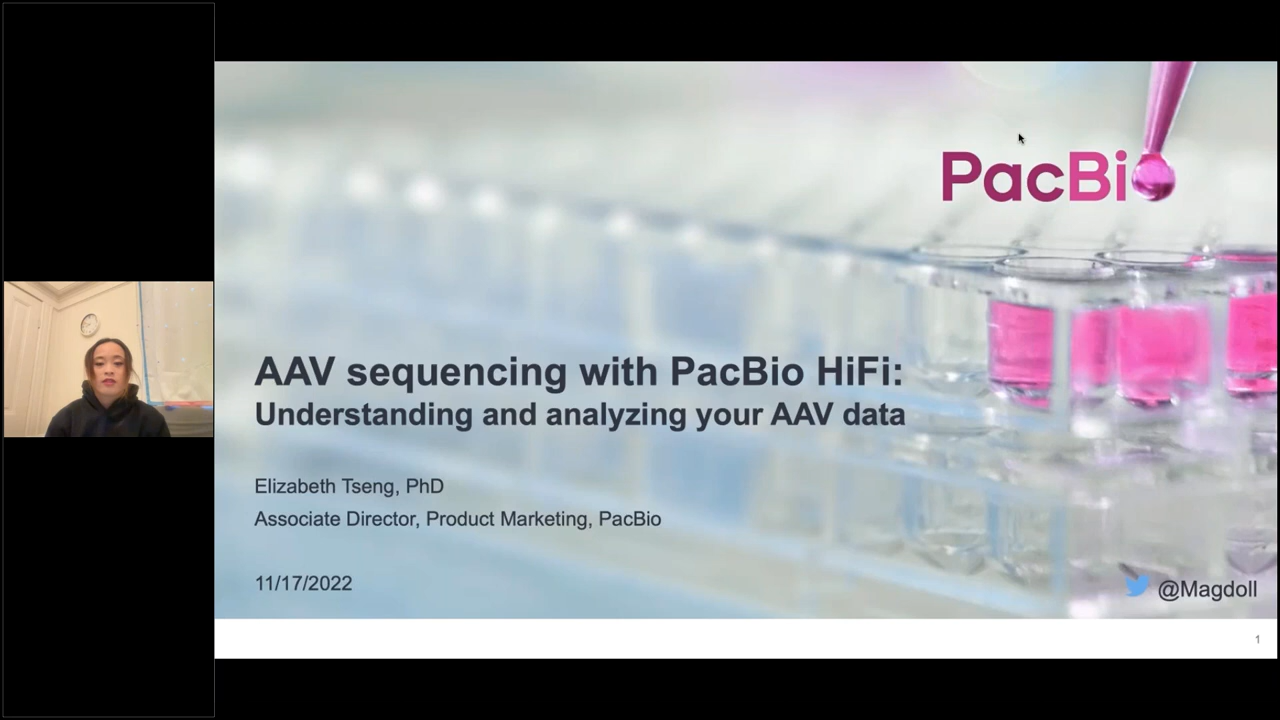 PacBio
AAV sequencing with PacBio HiFi:
Understanding and analyzing your AAV data
Elizabeth Tseng, PhD
Associate Director, Product Marketing, PacBio
11/17/2022
@Magdoll
1